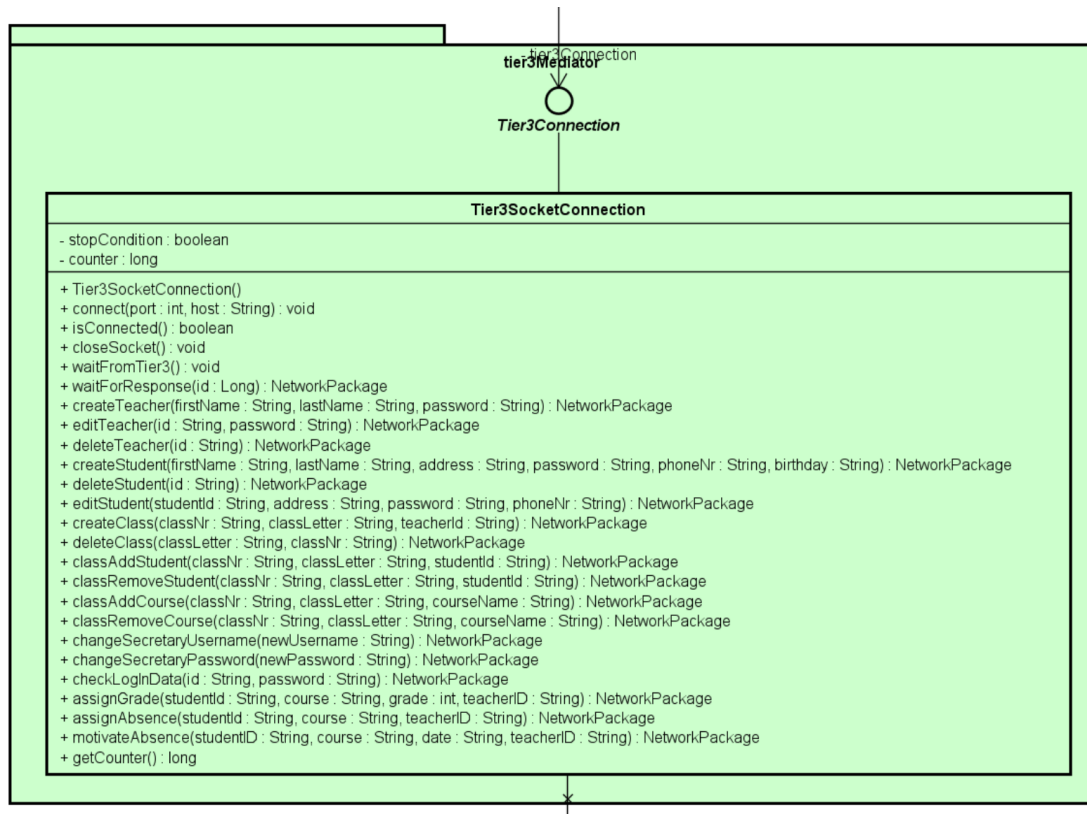 - tier3Connection
tier3Mediator
Tier3Connection
Tier3SocketConnection
- stopCondition : boolean
- counter : long
+ Tier3SocketConnection()
+ connect(port : int, host : String) : void
+ isConnected() : boolean
+ closeSocket() : void
+ waitFromTier3() : void
+ waitForResponse(id : Long) : NetworkPackage
+ createTeacher(firstName : String, lastName : String, password : String) : NetworkPackage
+ editTeacher(id : String, password : String) : NetworkPackage
+ deleteTeacher(id : String) : NetworkPackage
+ createStudent(firstName : String, lastName : String, address : String, password : String, phoneNr : String, birthday : String) : NetworkPackage
+ deleteStudent(id : String) : NetworkPackage
+ editStudent(studentId : String, address : String, password : String, phoneNr : String) : NetworkPackage
+ createClass(classNr : String, classLetter : String, teacherId : String) : NetworkPackage
+ deleteClass(classLetter : String, classNr : String) : NetworkPackage
+ classAddStudent(classNr : String, classLetter : String, studentId : String) : NetworkPackage
+ classRemoveStudent(classNr : String, classLetter : String, studentId : String) : NetworkPackage
+ classAddCourse(classNr : String, classLetter : String, courseName : String) : NetworkPackage
+ classRemoveCourse(classNr : String, classLetter : String, courseName : String) : NetworkPackage
+ changeSecretaryUsername(newUsername : String) : NetworkPackage
+ changeSecretaryPassword(newPassword : String) : NetworkPackage
+ checkLogInData(id : String, password : String) : NetworkPackage
+ assignGrade(studentId : String, course : String, grade : int, teacherID : String) : NetworkPackage
+ assignAbsence(studentId : String, course : String, teacherID : String) : NetworkPackage
+ motivateAbsence(studentID : String, course : String, date : String, teacherID : String) : NetworkPackage
+ getCounter() : long